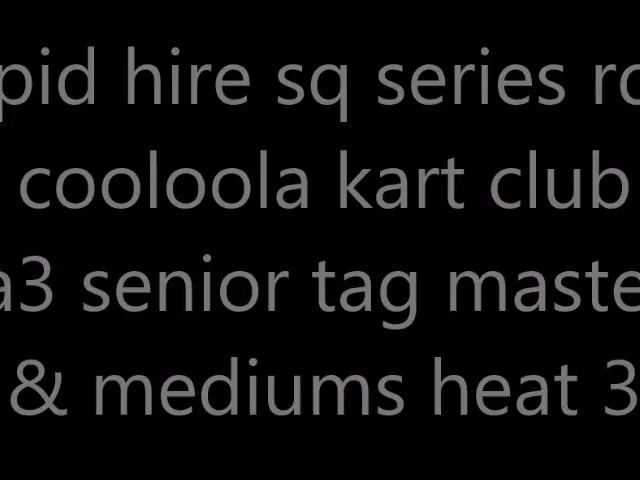 pid hire sq series ro
cooloola kart club
a3 senior tag maste
& mediums heat 3